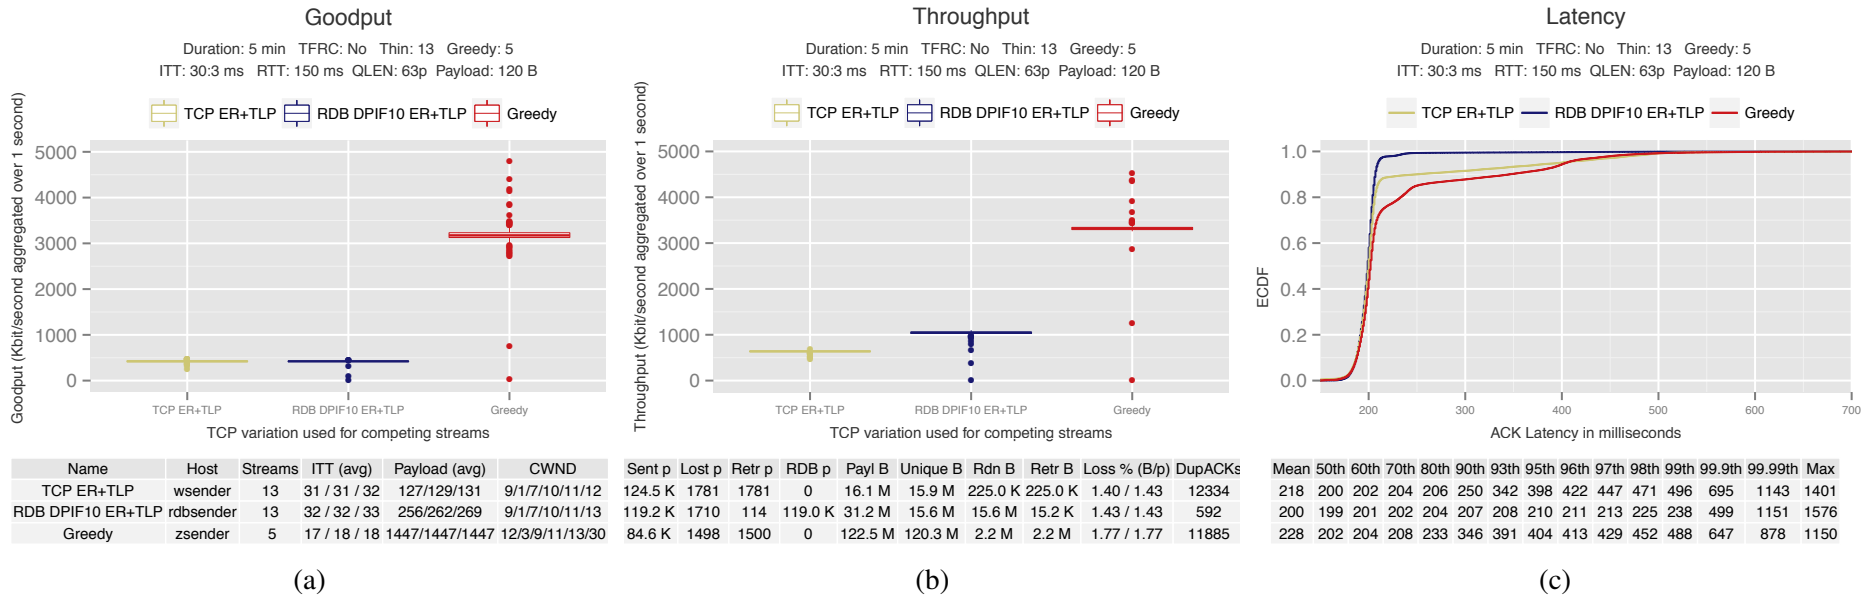 Goodput
Duration: 5 min TFRC: No Thin: 13 Greedy: 5
ITT: 30:3 ms RTT: 150 ms QLEN: 63p Payload: 120 B
TCP ER+TLP RDB DPIF10 ER+TLP Greedy
Goodput (Kbit/second aggregated over 1 second)
5000
4000
3000
2000
1000
0
TCP ER+TLP RDB DPIF10 ER+TLP Greedy
TCP variation used for competing streams
Name Host Streams ITT (avg) Payload (avg) CWND
TCP ER+TLP wsender 13 31 / 31 / 32 127/129/131 9/1/7/10/11/12
RDB DPIF10 ER+TLP rdbsender 13 32 / 32 / 33 256/262/269 9/1/7/10/11/13
Greedy zsender 5 17 / 18 / 18 1447/1447/1447 12/3/9/11/13/30
(a)
Throughput
Duration: 5 min TFRC: No Thin: 13 Greedy: 5
ITT: 30:3 ms RTT: 150 ms QLEN: 63p Payload: 120 B
TCP ER+TLP RDB DPIF10 ER+TLP Greedy
Throughput (Kbit/second aggregated over 1 second)
5000
4000
3000
2000
1000
0
TCP ER+TLP RDB DPIF10 ER+TLP Greedy
TCP variation used for competing streams
Sent p Lost p Retr p RDB p Payl B Unique B Rdn B Retr B Loss % (B/p) DupACKs
124.5 K 1781 1781 0 16.1 M 15.9 M 225.0 K 225.0 K 1.40 / 1.43 12334
119.2 K 1710 114 119.0 K 31.2 M 15.6 M 15.6 M 15.2 K 1.43 / 1.43 592
84.6 K 1498 1500 0 122.5 M 120.3 M 2.2 M 2.2 M 1.77 / 1.77 11885
(b)
Latency
Duration: 5 min TFRC: No Thin: 13 Greedy: 5
ITT: 30:3 ms RTT: 150 ms QLEN: 63p Payload: 120 B
TCP ER+TLP RDB DPIF10 ER+TLP Greedy
ECDF
1.0
0.8
0.6
0.4
0.2
0.0
200 300 400 500 600 700
ACK Latency in milliseconds
Mean 50th 60th 70th 80th 90th 93th 95th 96th 97th 98th 99th 99.9th 99.99th Max
218 200 202 204 206 250 342 398 422 447 471 496 695 1143 1401
200 199 201 202 204 207 208 210 211 213 225 238 499 1151 1576
228 202 204 208 233 346 391 404 413 429 452 488 647 878 1150
(c)